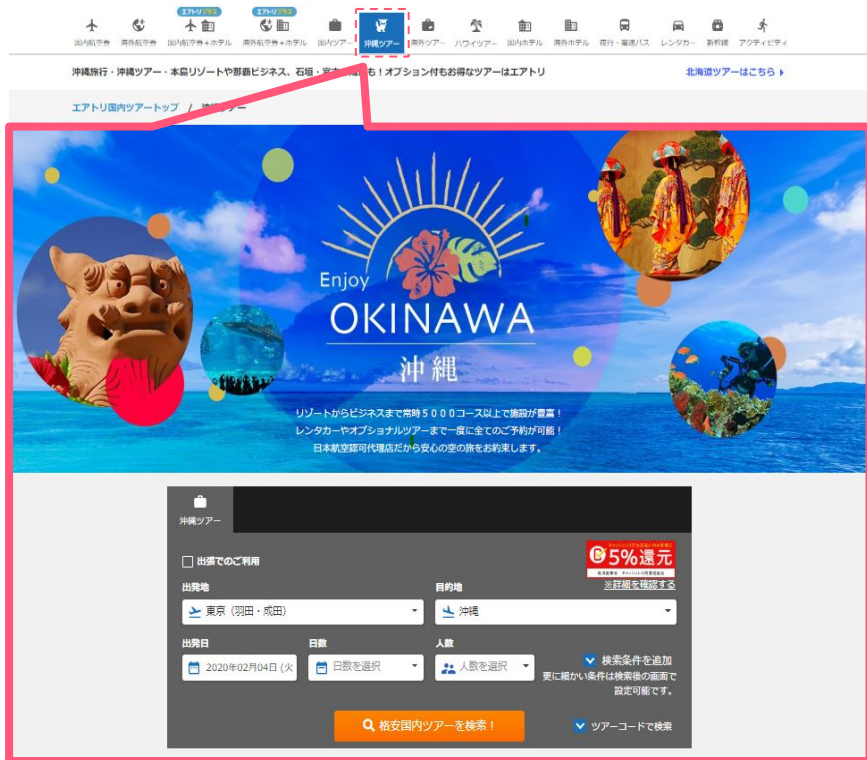 エアトリプラス エアトリプラス
国内航空券 海外航空券 国内航空券+ホテル 海外航空券+ホテル 国内ツアー 沖縄ツアー 海外ツアー ハワイツアー 国内ホテル 海外ホテル 夜行・高速バス レンタカー 新幹線 アクティビティ
沖縄旅行・沖縄ツアー・本島リゾートや那覇ビジネス、石垣・宮古 も!オプション付もお得なツアーはエアトリ
北海道ツアーはこちら
エアトリ国内ツアートップ / 沖縄ツアー
Enjoy
OKINAWA
沖縄
リゾートからビジネスまで常時5000コース以上で施設が豊富!
レンタカーやオプショナルツアーまで一度に全てのご予約が可能!
日本航空認可代理店だから安心の空の旅をお約束します。
沖縄ツアー
出張でのご利用
5%還元
※詳細を確認する
出発地 目的地
東京(羽田・成田) 沖縄
出発日 日数 人数
2020年02月04日 (火 日数を選択 人数を選択
検索条件を追加
更に細かい条件は検索後の画面で
設定可能です。
格安国内ツアーを検索!
ツアーコードで検索